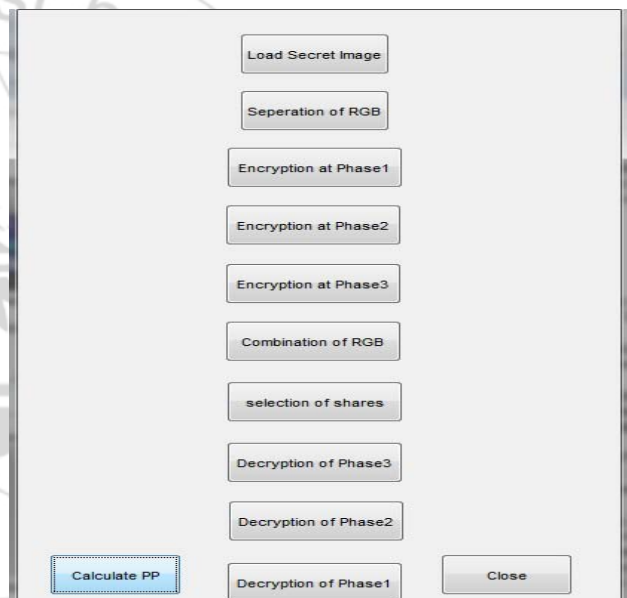 Load Secret Image
Seperation of RGB
Encryption at Phase1
Encryption at Phase2
Encryption at Phase3
Combination of RGB
selection of shares
Decryption of Phase3
Decryption of Phase2
Calculate PP
Close
Decryption of Phase1